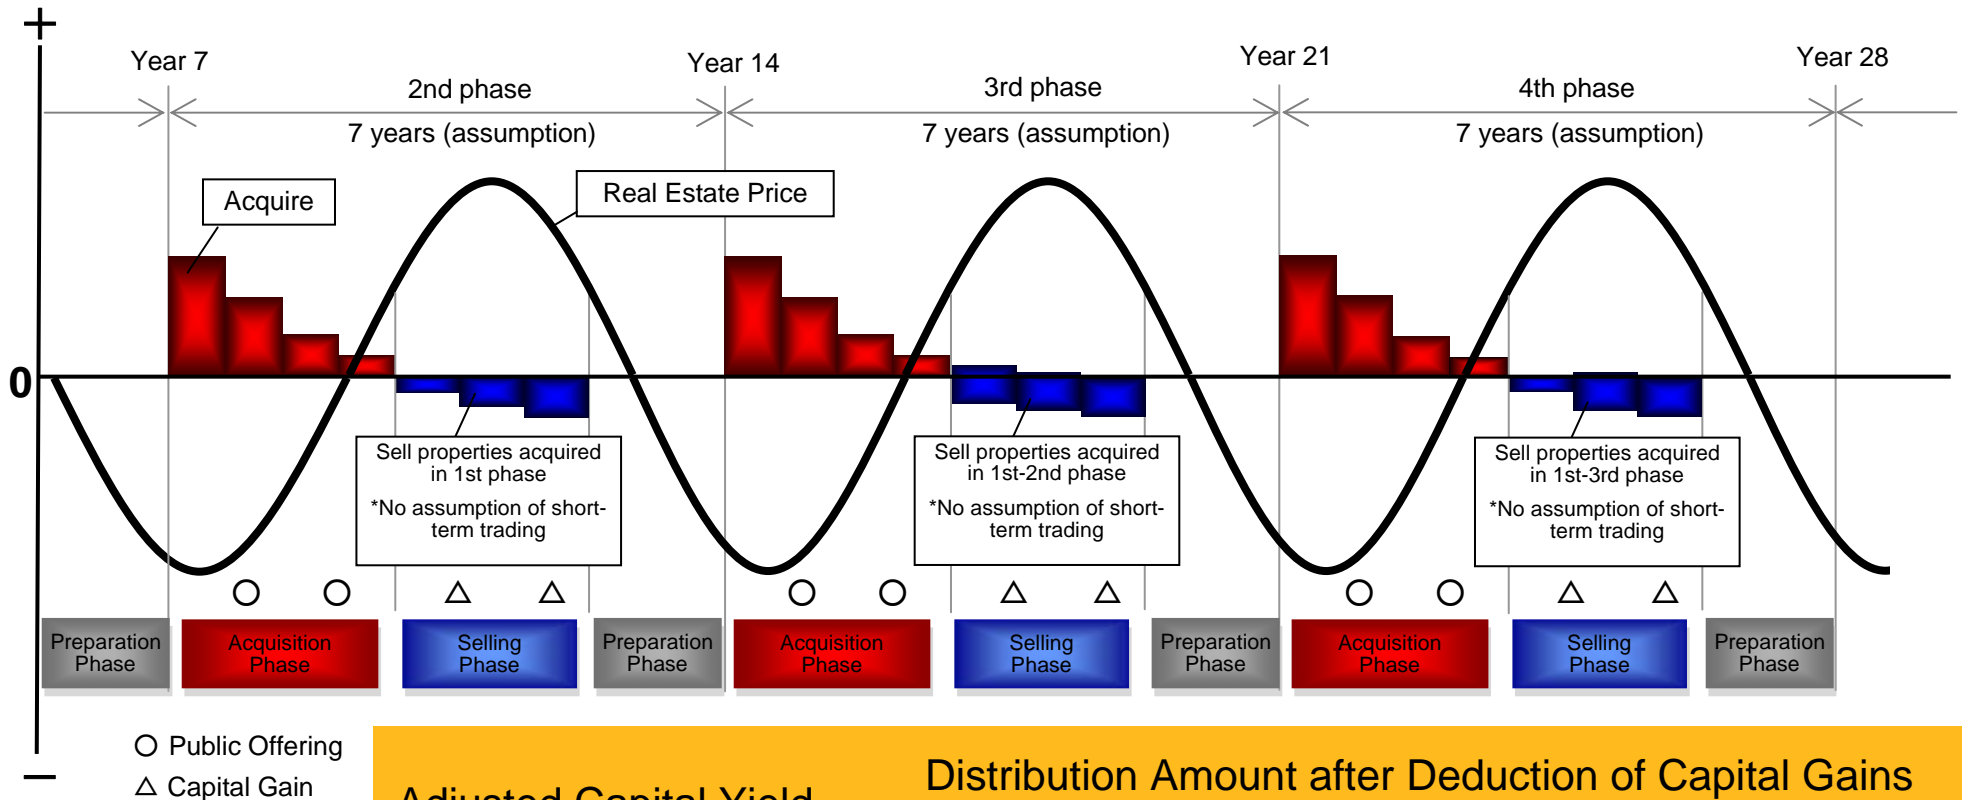 +
Year 7
Year 14
Year 21
Year 28
2nd phase
3rd phase
4th phase
7 years (assumption)
7 years (assumption)
7 years (assumption)
Acquire
Real Estate Price
0
Sell properties acquired
in 1st phase
*No assumption of short-
term trading
Sell properties acquired
in 1st-2nd phase
*No assumption of short-
term trading
Sell properties acquired
in 1st-3rd phase
*No assumption of short-
term trading
Preparation
Phase
Acquisition
Phase
Selling
Phase
Preparation
Phase
Acquisition
Phase
Selling
Phase
Preparation
Phase
Acquisition
Phase
Selling
Phase
Preparation
Phase
−
○ Public Offering
△ Capital Gain
Adjusted Capital Yield
Distribution Amount after Deduction of Capital Gains